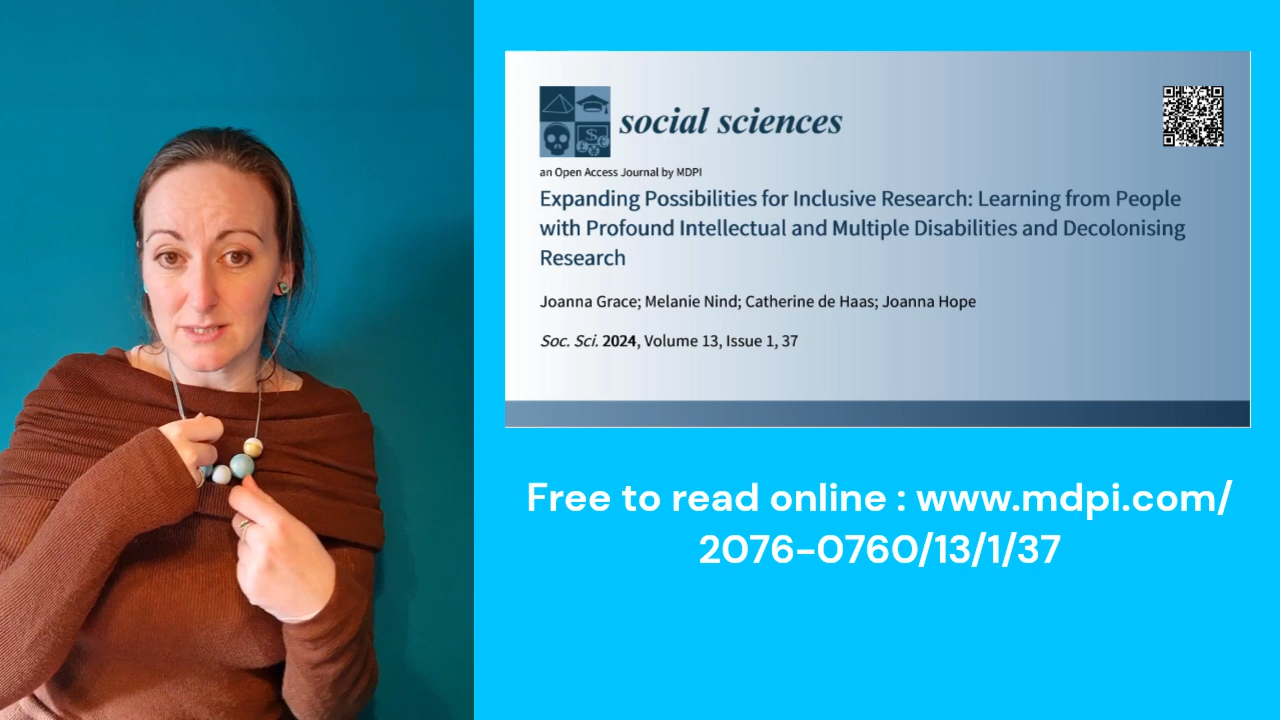 social sciences
an Open Access Journal by MDPI
Expanding Possibilities for Inclusive Research: Learning from People
with Profound Intellectual and Multiple Disabilities and Decolonising
Research
Joanna Grace; Melanie Nind; Catherine de Haas; Joanna Hope
Soc. Sci. 2024, Volume 13, Issue 1, 37
Free to read online : www.mdpi.com/
2076-0760/13/1/37